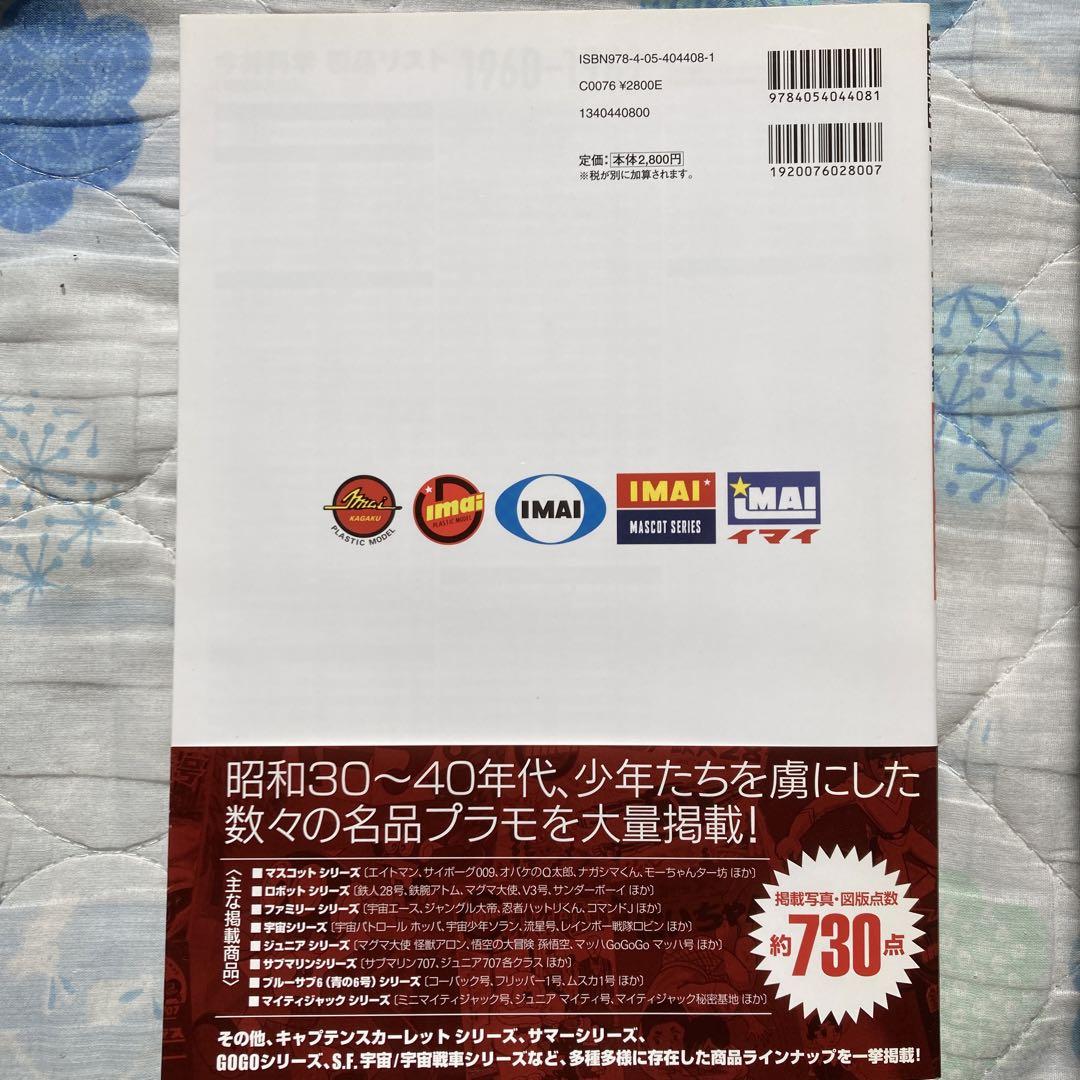 ISBN978-4-05-404408-1
C0076 ¥2800E
1340440800
9784054044081
定価:本体2,800円
※税が別に加算されます。
1920076028007
imai
KAGAKU
PLASTIC MODEL
imai
PLASTIC MODEL
IMAI
IMAI
MASCOT SERIES
IMAI
イマイ
昭和30〜40年代、少年たちを虜にした
数々の名品プラモを大量掲載!
〈主な掲載商品〉
■マスコット シリーズ〔エイトマン、サイボーグ009、オバケのQ太郎、ナガシマくん、モーちゃんター坊 ほか〕
■ロボット シリーズ〔鉄人28号、鉄腕アトム、マグマ大使、V3号、サンダーボーイ ほか〕
■ファミリー シリーズ〔宇宙エース、ジャングル大帝、忍者ハットリくん、コマンドJ ほか〕
■宇宙シリーズ〔宇宙パトロール ホッパ、宇宙少年ソラン、流星号、レインボー戦隊ロビン ほか〕
■ジュニア シリーズ〔マグマ大使 怪獣アロン、悟空の大冒険 孫悟空、マッハGoGoGo マッハ号 ほか〕
■サブマリンシリーズ〔サブマリン707、ジュニア707各クラス ほか〕
■ブルーサブ6(青の6号)シリーズ〔コーバック号、フリッパー1号、ムスカ1号 ほか〕
■マイティジャック シリーズ〔ミニミニマイティジャック号、ジュニア マイティ号、マイティジャック秘密基地 ほか〕
掲載写真・図版点数
約730点
その他、キャプテンスカーレット シリーズ、サマーシリーズ、
GOGOシリーズ、S.F.宇宙/宇宙戦車シリーズなど、多種多様に存在した商品ラインナップを一挙掲載!